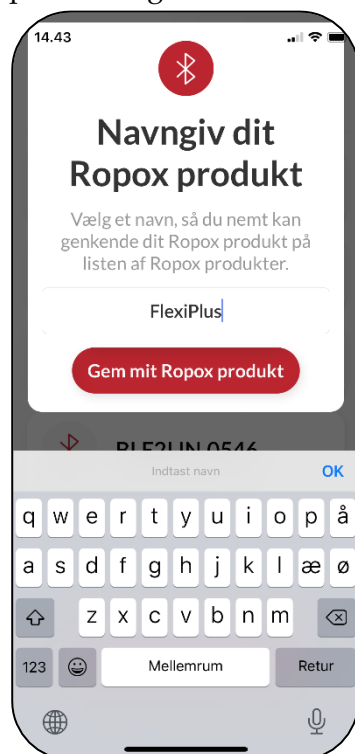 14.43
Navngiv dit
Ropox produkt
Vælg et navn, så du nemt kan
genkende dit Ropox produkt på
listen af Ropox produkter.
FlexiPlus
Gem mit Ropox produkt
Indtast navn OK
q w e r t y u i o p å
a s d f g h j k l æ ø
z x c v b n m
123 Mellemrum Retur